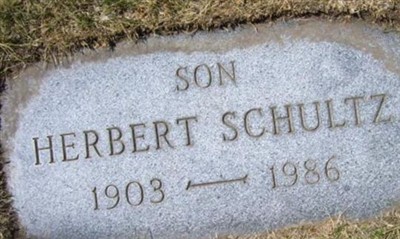 SON
HERBERT SCHULTZ
1903 — 1986